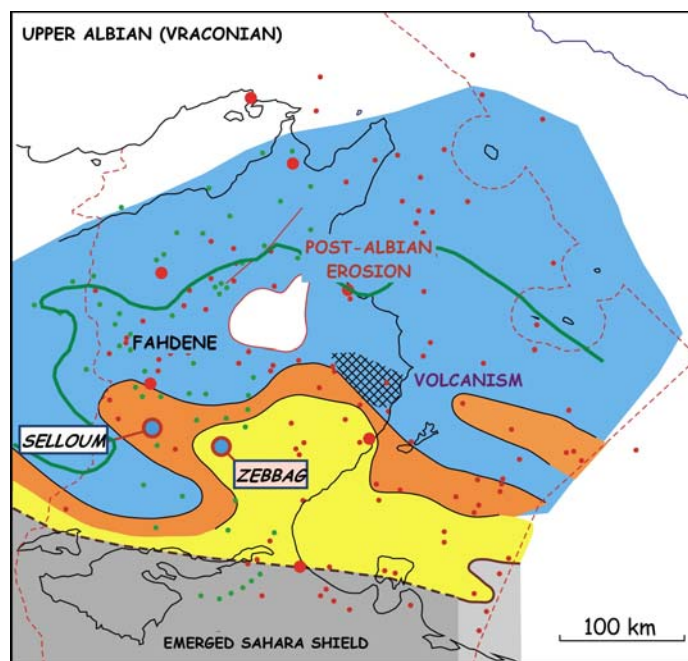 UPPER ALBIAN (VRACONIAN)
POST-ALBIAN
EROSION
FAHDENE
VOLCANISM
SELLOUM
ZEBBAG
100 km
EMERGED SAHARA SHIELD